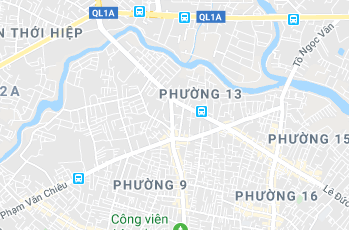 QL1A
QL1A
N THỚI HIỆP
Tô Ngọc Vân
2A
PHƯỜNG 13
PHƯỜNG 15
Lê Đức
PHƯỜNG 9
PHƯỜNG 16
Phạm Văn Chiêu
Công viên